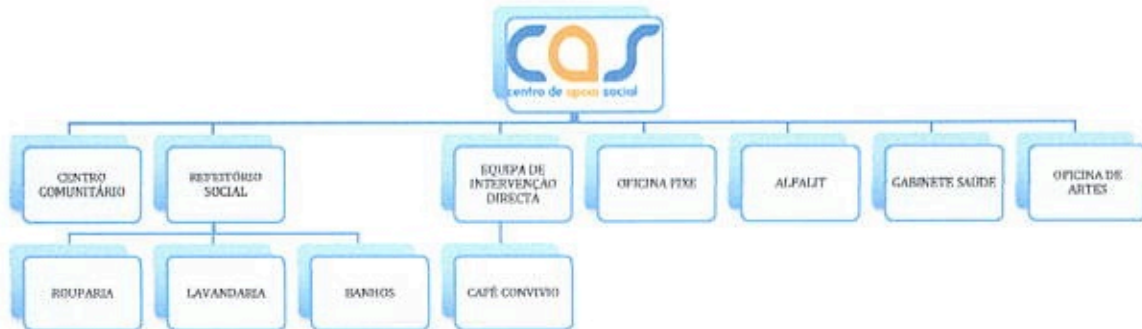 cas
centro de apoio social
CENTRO
COMUNITÁRIO
REFEITÓRIO
SOCIAL
EQUIPA DE
INTERVENÇÃO
DIRECTA
OFICINA FIXE
ALFALIT
GABINETE SAÚDE
OFICINA DE
ARTES
ROUPARIA
LAVANDARIA
BANHOS
CAFÉ CONVIVIO